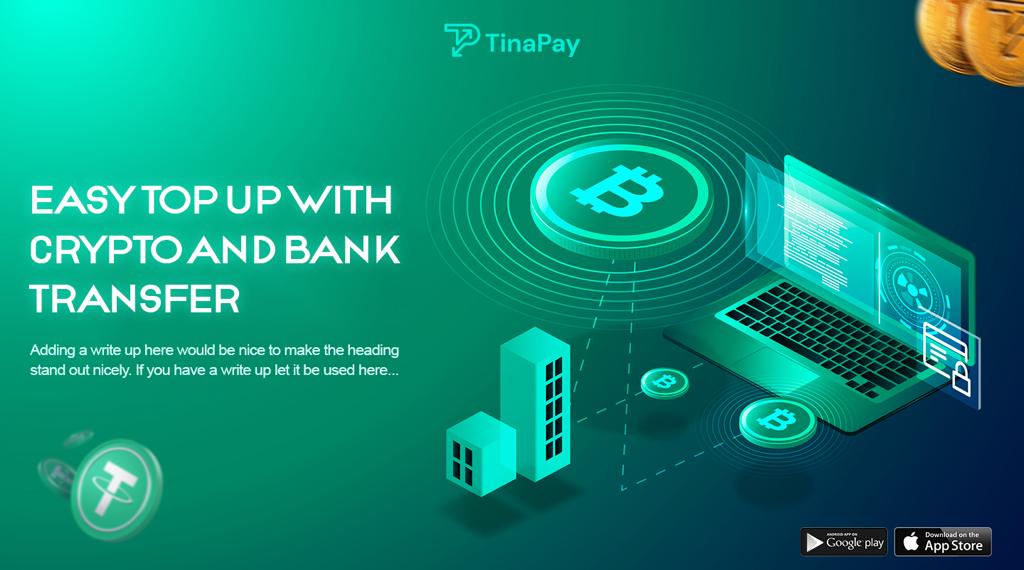 TinaPay
EASY TOP UP WITH
CRYPTO AND BANK
TRANSFER
Adding a write up here would be nice to make the heading
stand out nicely. If you have a write up let it be used here...
ANDROID APP ON
Google play
Download on the
App Store